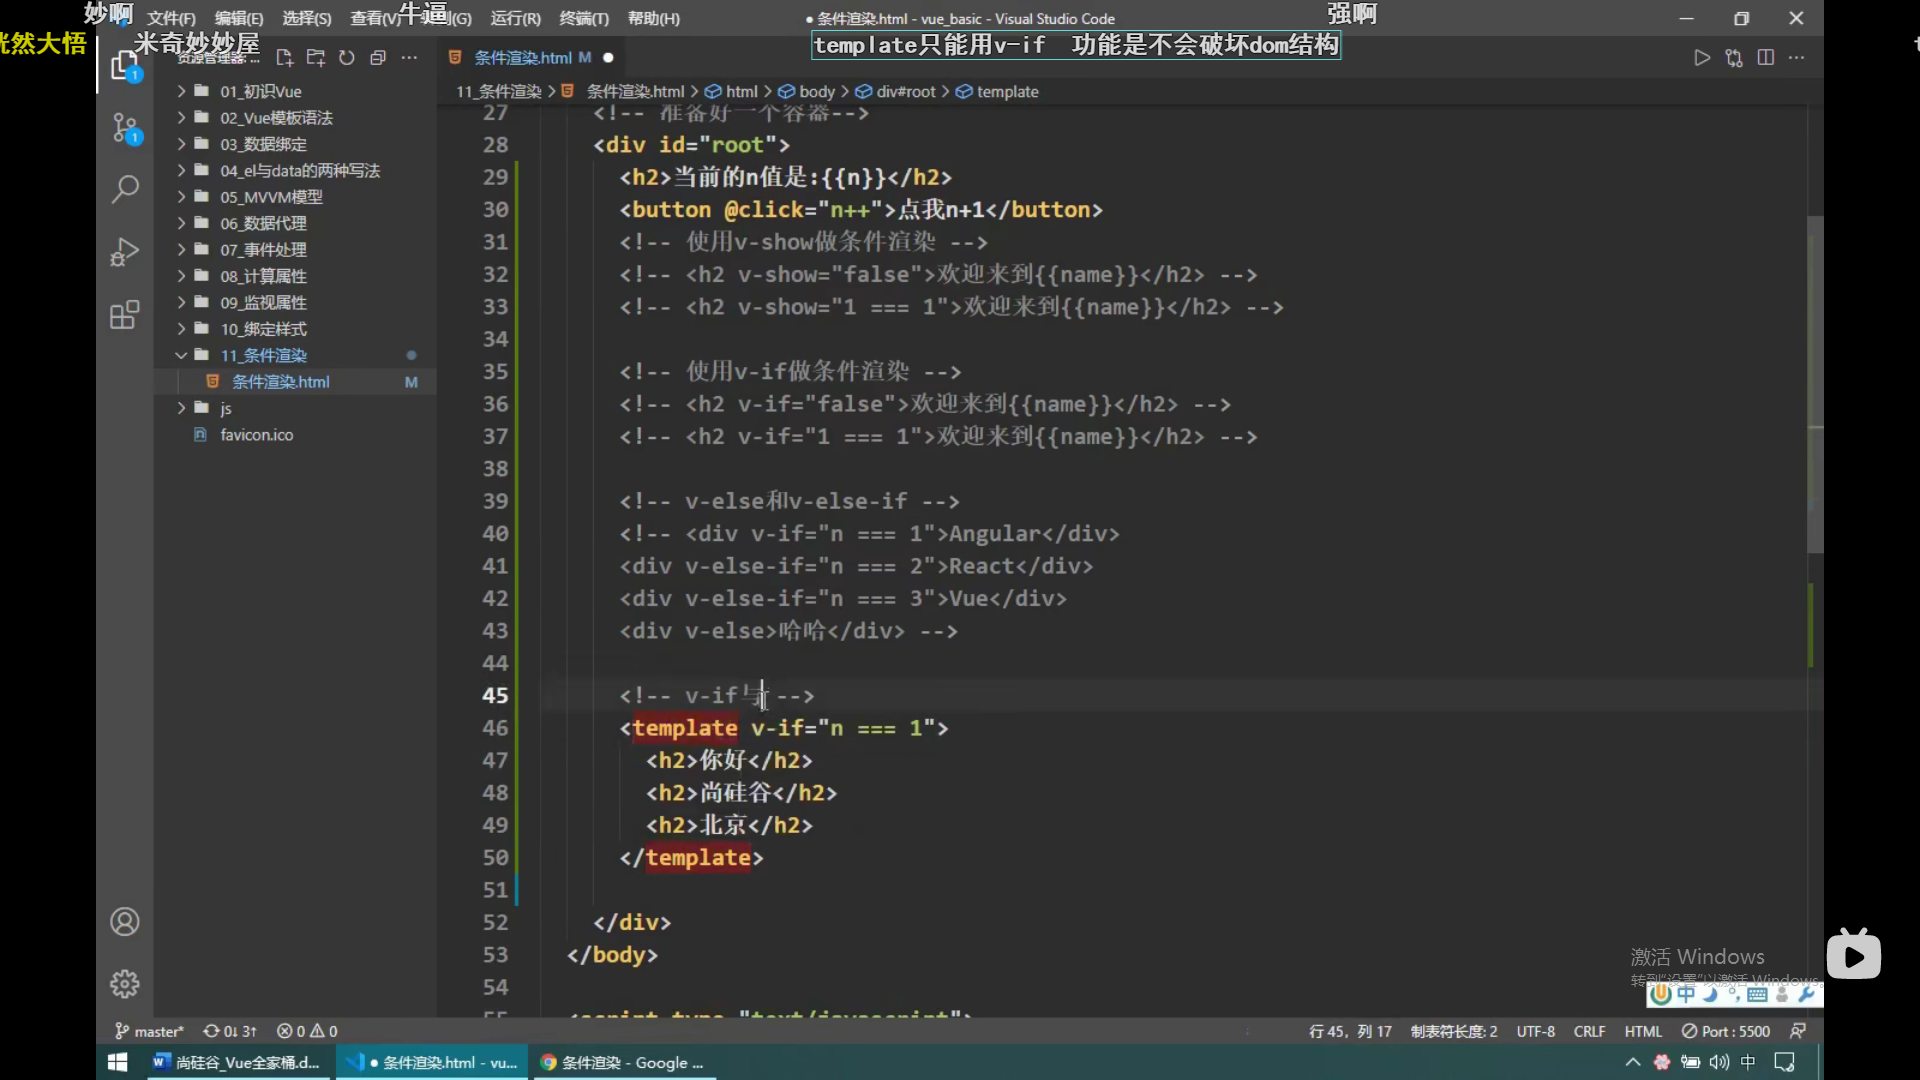 妙啊
文件(F) 编辑(E) 选择(S) 查看(V) (G) 运行(R) 终端(T) 帮助(H)
牛逼
● 条件渲染.html - vue_basic - Visual Studio Code
强啊
恍然大悟
米奇妙妙屋
template只能用v-if 功能是不会破坏dom结构
资源管理器: ...
条件渲染.html M ●
11_条件渲染 > 条件渲染.html > html > body > div#root > template
01_初识Vue
02_Vue模板语法
03_数据绑定
04_el与data的两种写法
05_MVVM模型
06_数据代理
07_事件处理
08_计算属性
09_监视属性
10_绑定样式
11_条件渲染
条件渲染.html M
js
favicon.ico
27 <!-- 准备好一个容器-->
28 <div id="root">
29 <h2>当前的n值是:{{n}}</h2>
30 <button @click="n++">点我n+1</button>
31 <!-- 使用v-show做条件渲染 -->
32 <!-- <h2 v-show="false">欢迎来到{{name}}</h2> -->
33 <!-- <h2 v-show="1 === 1">欢迎来到{{name}}</h2> -->
34
35 <!-- 使用v-if做条件渲染 -->
36 <!-- <h2 v-if="false">欢迎来到{{name}}</h2> -->
37 <!-- <h2 v-if="1 === 1">欢迎来到{{name}}</h2> -->
38
39 <!-- v-else和v-else-if -->
40 <!-- <div v-if="n === 1">Angular</div>
41 <div v-else-if="n === 2">React</div>
42 <div v-else-if="n === 3">Vue</div>
43 <div v-else>哈哈</div> -->
44
45 <!-- v-if与 -->
46 <template v-if="n === 1">
47 <h2>你好</h2>
48 <h2>尚硅谷</h2>
49 <h2>北京</h2>
50 </template>
51
52 </div>
53 </body>
54
55 <script type="text/javascript">
激活 Windows
转到"设置"以激活 Windows。
中
master* 0↓ 3↑ 0 0
行 45，列 17 制表符长度: 2 UTF-8 CRLF HTML Port : 5500
尚硅谷_Vue全家桶.d...
● 条件渲染.html - vu...
条件渲染 - Google ...
中